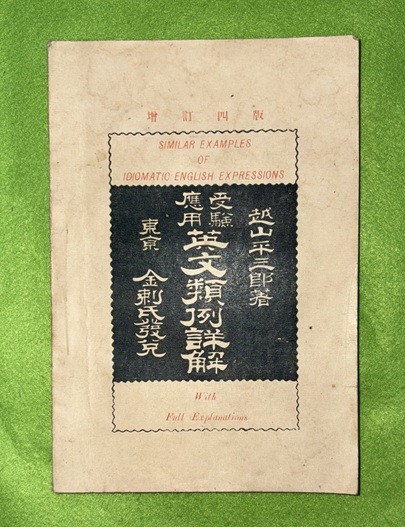 増訂四版
SIMILAR EXAMPLES
OF
IDIOMATIC ENGLISH EXPRESSIONS
越山平三郎著
受験
應用
英文類例詳解
東京
金刺氏發兌
With
Full Explanations